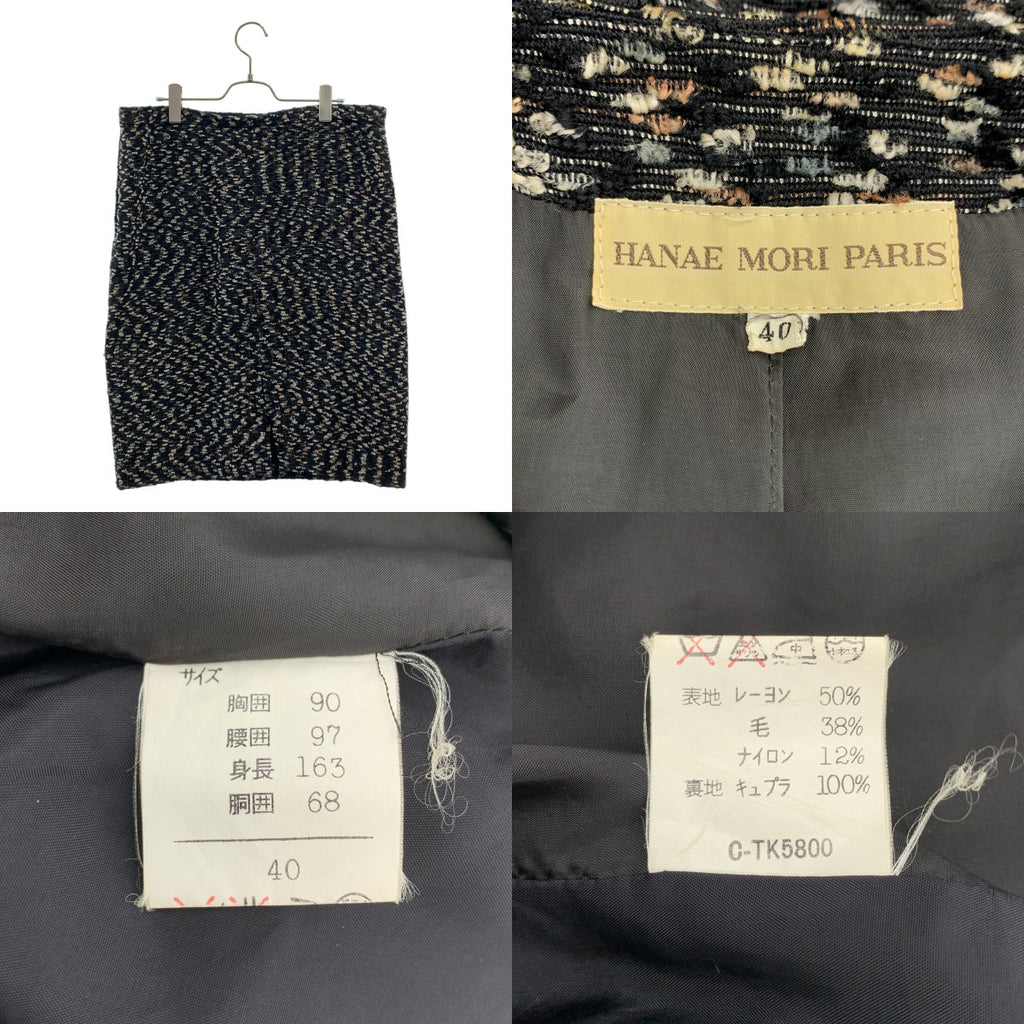 HANAE MORI PARIS
40
サイズ
胸囲 90
腰囲 97
身長 163
胴囲 68
40
中
表地 レーヨン 50%
毛 38%
ナイロン 12%
裏地 キュプラ 100%
C-TK5800